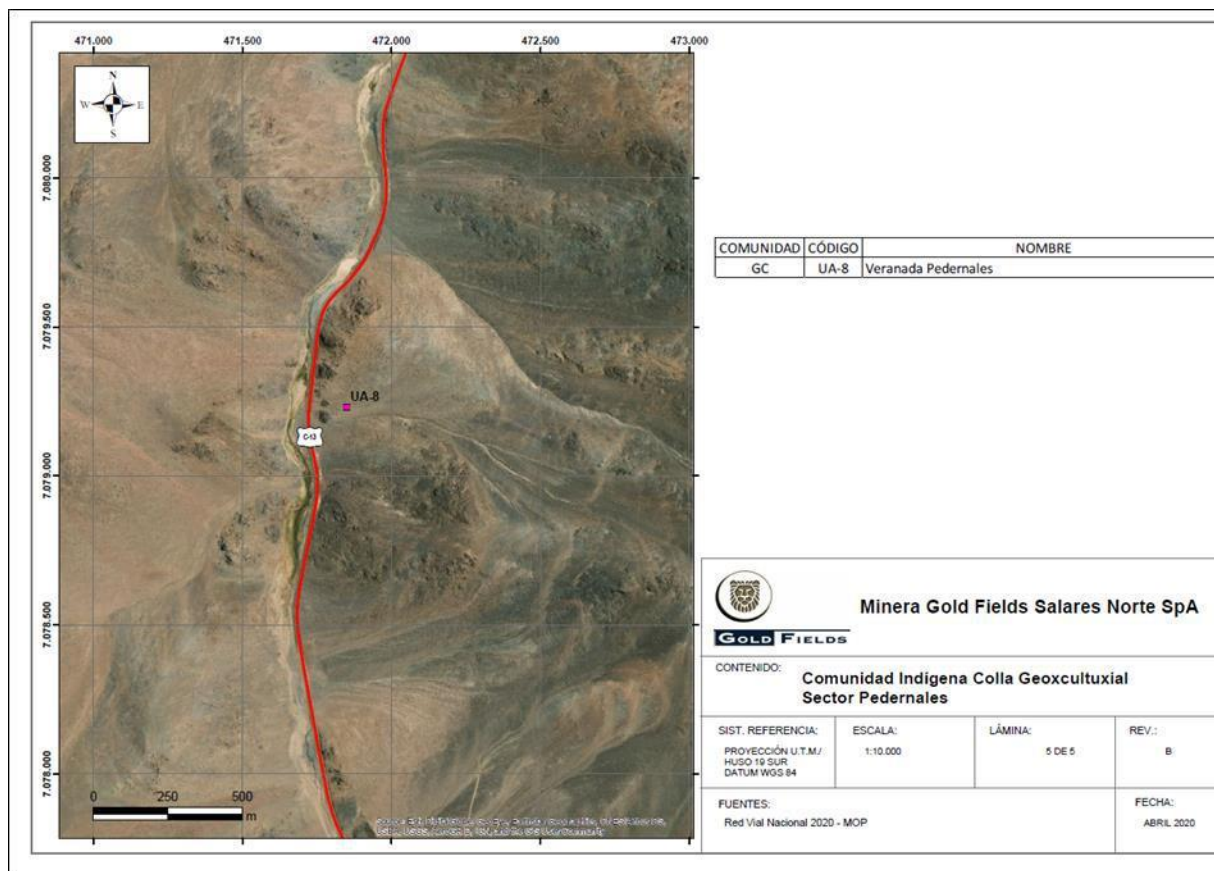 471.000 471.500 472.000 472.500 473.000
N
W E
S
7.080.000
7.079.500
7.079.000
7.078.500
7.078.000
UA-8
C-13
0 250 500
m
COMUNIDAD CÓDIGO NOMBRE
GC UA-8 Veranada Pedernales
GOLD FIELDS
Minera Gold Fields Salares Norte SpA
CONTENIDO:
Comunidad Indígena Colla Geoxcultuxial
Sector Pedernales
SIST. REFERENCIA:
PROYECCIÓN U.T.M./
HUSO 19 SUR
DATUM WGS 84
ESCALA:
1:10.000
LÁMINA:
5 DE 5
REV.:
B
FUENTES:
Red Vial Nacional 2020 - MOP
FECHA:
ABRIL 2020